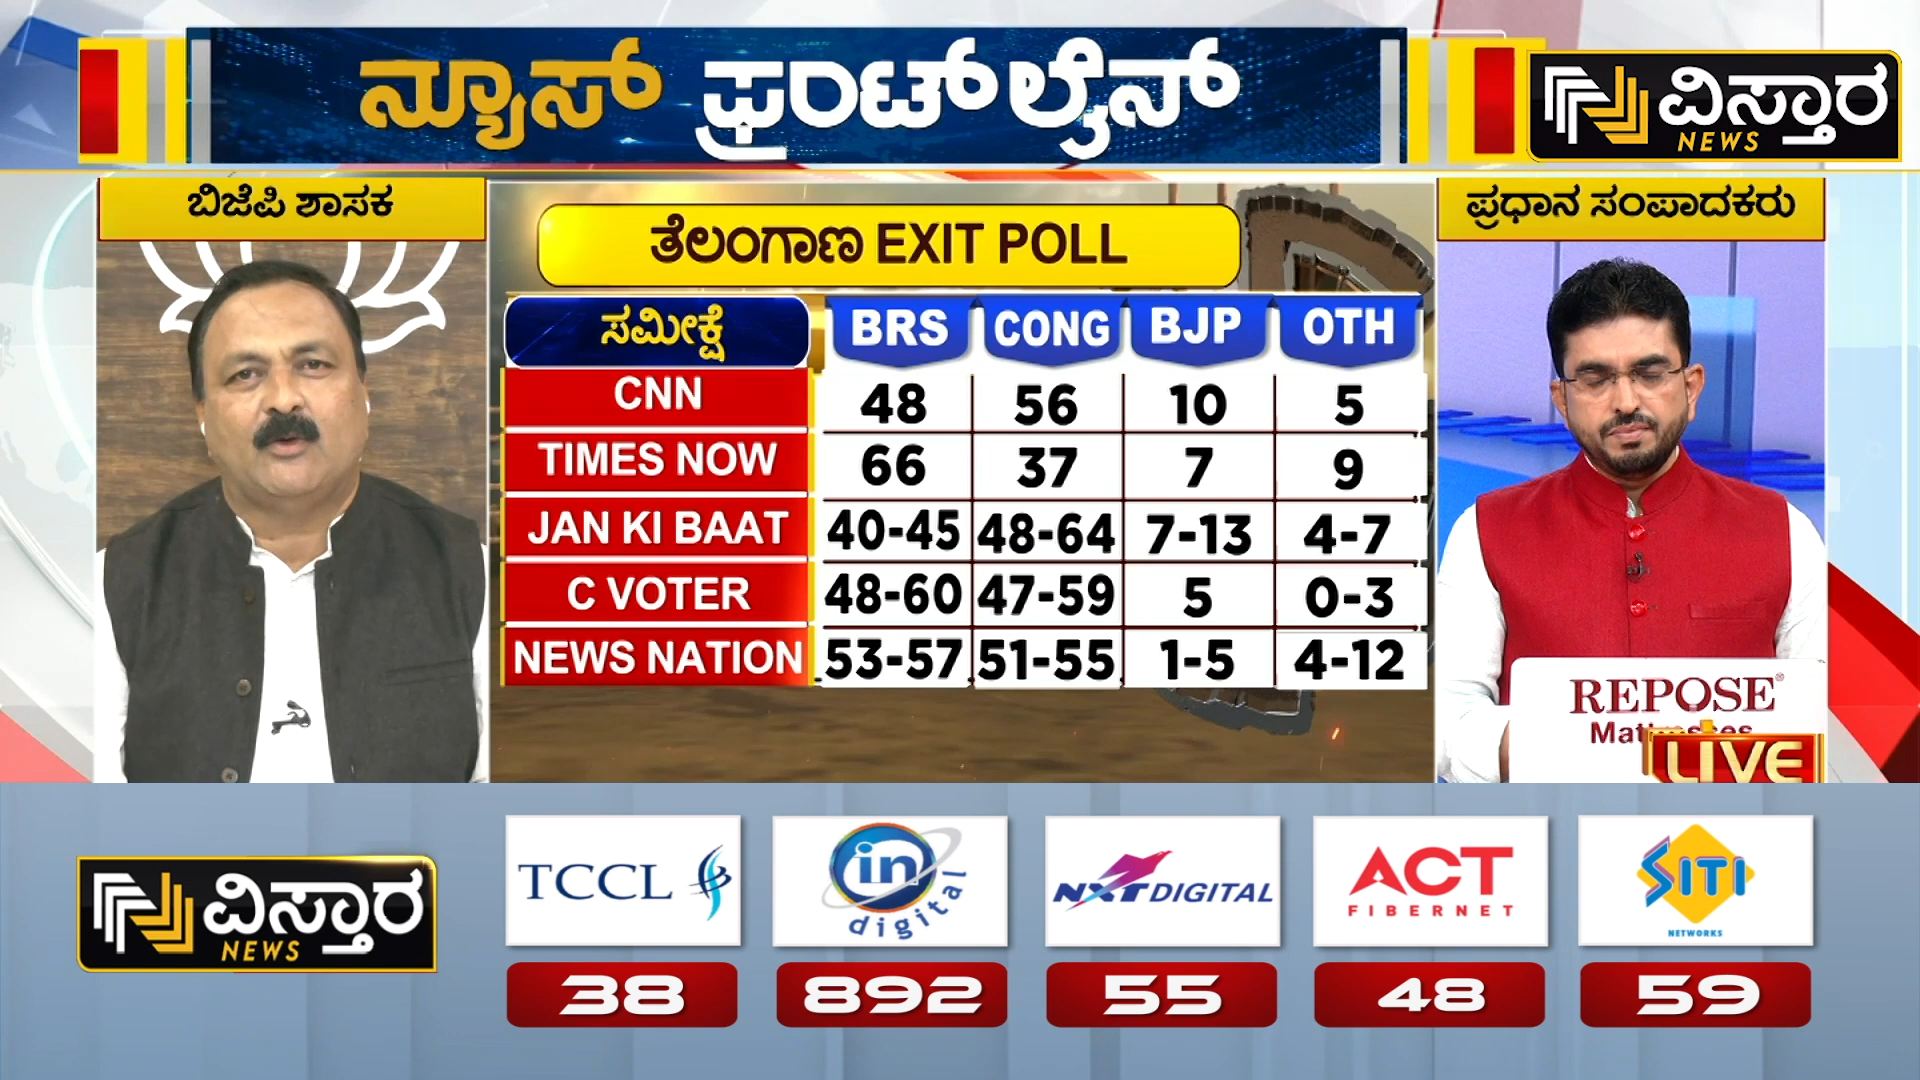 ನ್ಯೂಸ್ ಫ್ರಂಟ್‌ಲೈನ್
ವಿಸ್ತಾರ
NEWS
ಬಿಜೆಪಿ ಶಾಸಕ
ತೆಲಂಗಾಣ EXIT POLL
ಪ್ರಧಾನ ಸಂಪಾದಕರು
ಸಮೀಕ್ಷೆ BRS CONG BJP OTH
CNN 48 56 10 5
TIMES NOW 66 37 7 9
JAN KI BAAT 40-45 48-64 7-13 4-7
C VOTER 48-60 47-59 5 0-3
NEWS NATION 53-57 51-55 1-5 4-12
REPOSE
Mattresses
LIVE
ವಿಸ್ತಾರ
NEWS
TCCL
in
digital
NXTDIGITAL
ACT
FIBERNET
SITI
NETWORKS
38 892 55 48 59